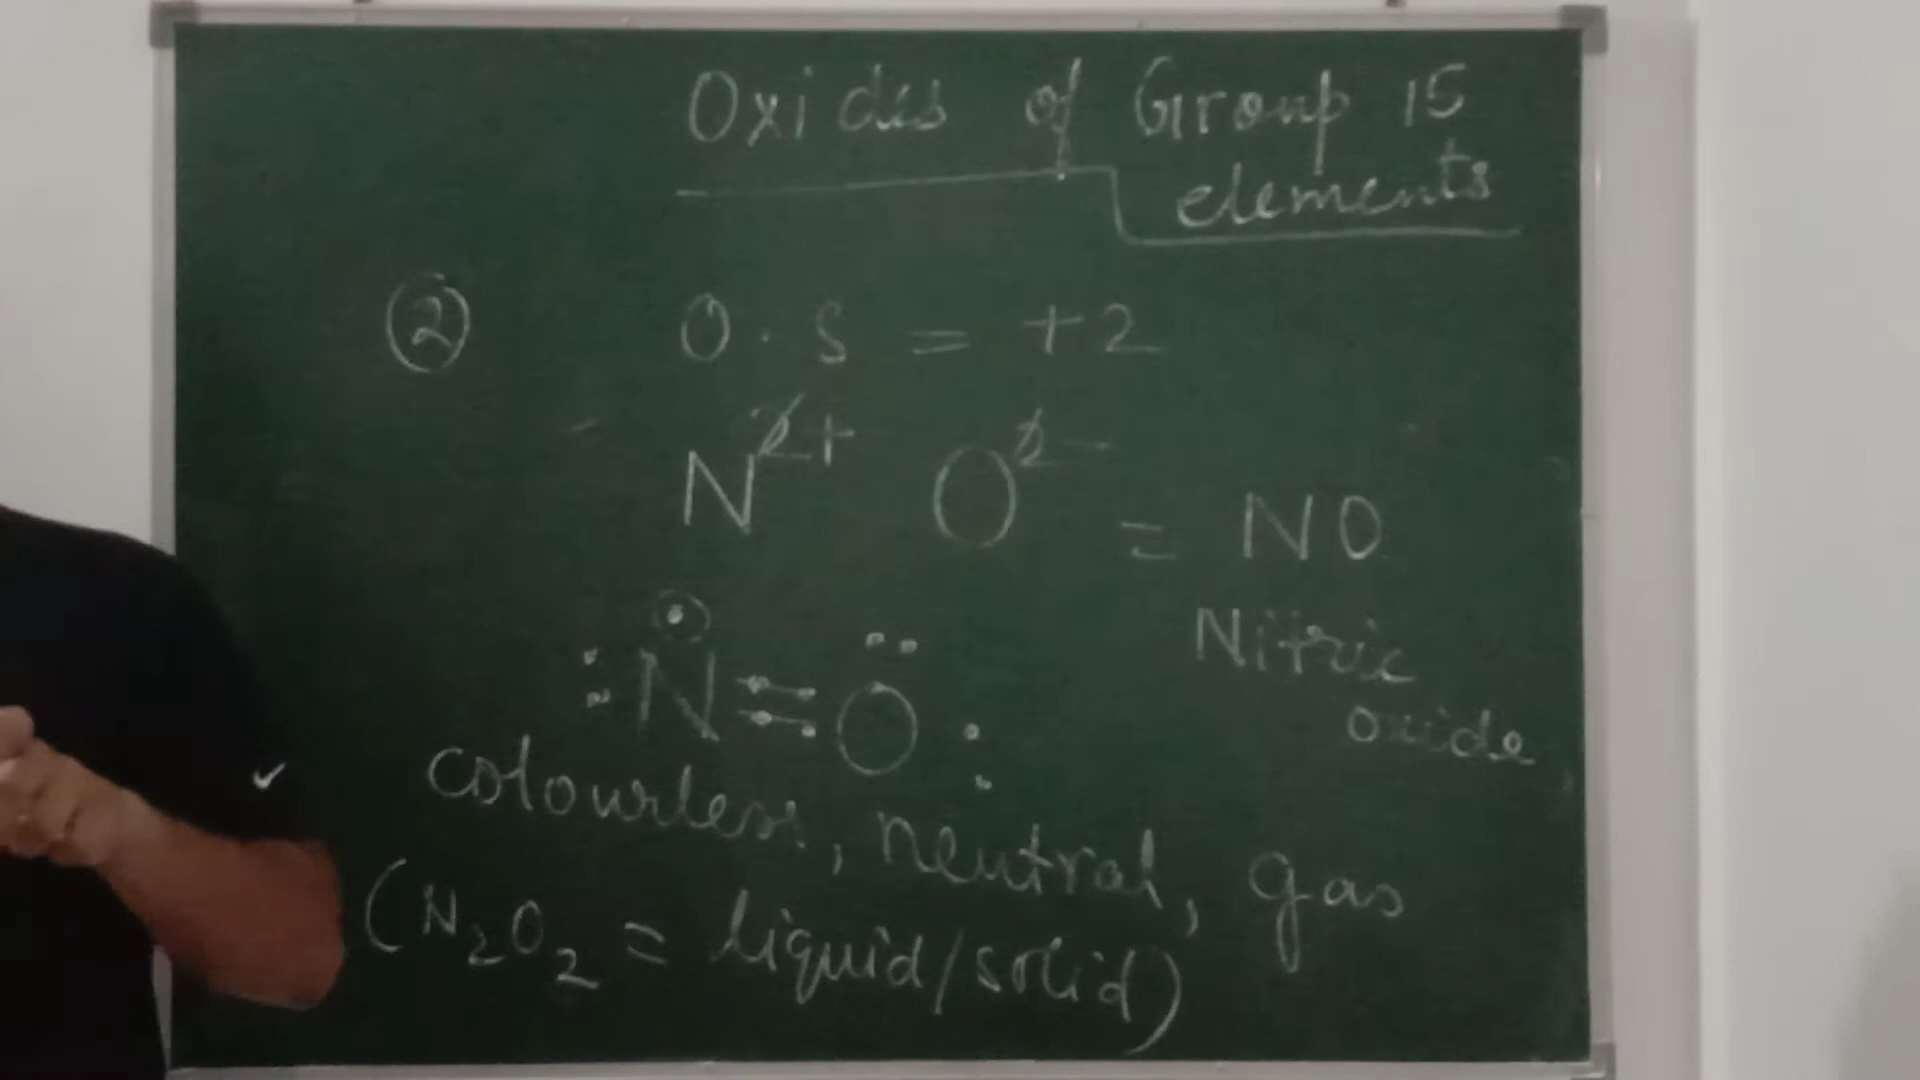 Oxides of Group 15
elements
② O.S = +2
N²⁺ O²⁻ = NO
:N=O: Nitric
oxide
colourless, neutral, gas
(N₂O₂ = liquid/solid)